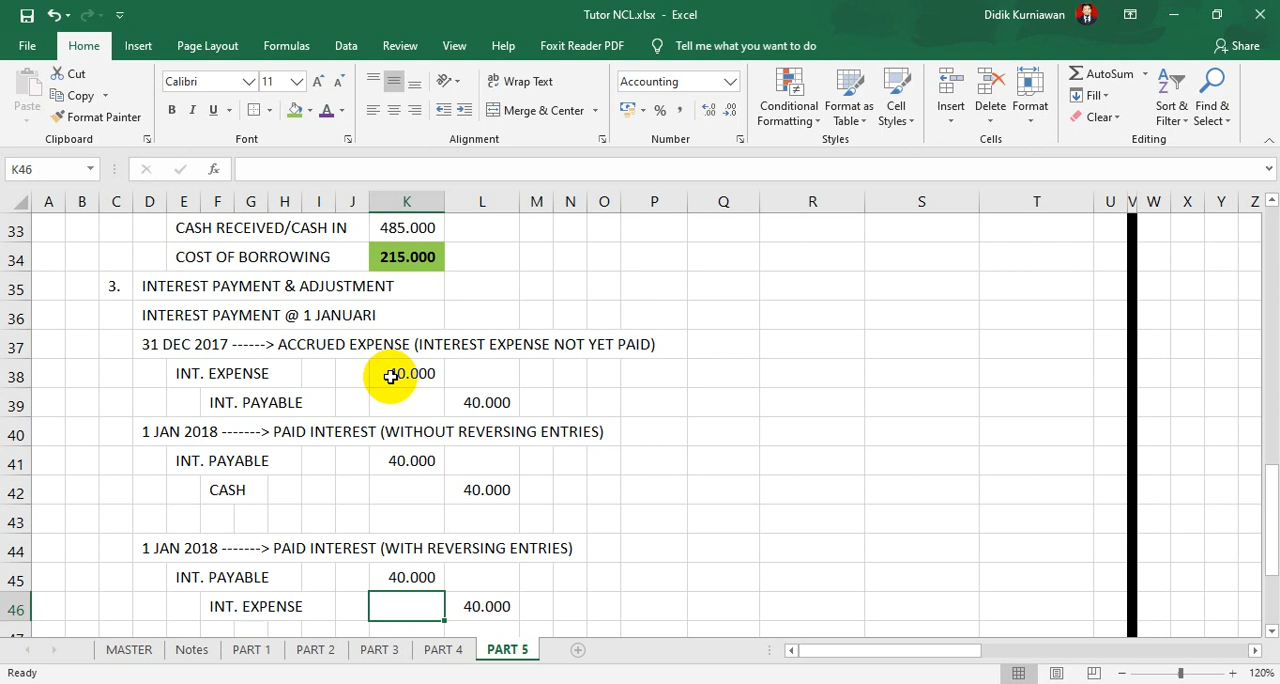 Tutor NCL.xlsx - Excel
Didik Kurniawan
File Home Insert Page Layout Formulas Data Review View Help Foxit Reader PDF Tell me what you want to do Share
Paste
Cut
Copy
Format Painter
Clipboard
Calibri 11 A A
B I U A
Font
ab Wrap Text
Merge & Center
Alignment
Accounting
% ,
Number
Conditional Formatting
Format as Table
Cell Styles
Styles
Insert
Delete
Format
Cells
AutoSum
Fill
Clear
Sort & Filter
Find & Select
Editing
K46 fx
A B C D E F G H I J K L M N O P Q R S T U V W X Y Z
33 CASH RECEIVED/CASH IN 485.000
34 COST OF BORROWING 215.000
35 3. INTEREST PAYMENT & ADJUSTMENT
36 INTEREST PAYMENT @ 1 JANUARI
37 31 DEC 2017 ------> ACCRUED EXPENSE (INTEREST EXPENSE NOT YET PAID)
38 INT. EXPENSE 40.000
39 INT. PAYABLE 40.000
40 1 JAN 2018 -------> PAID INTEREST (WITHOUT REVERSING ENTRIES)
41 INT. PAYABLE 40.000
42 CASH 40.000
43
44 1 JAN 2018 -------> PAID INTEREST (WITH REVERSING ENTRIES)
45 INT. PAYABLE 40.000
46 INT. EXPENSE 40.000
47
MASTER Notes PART 1 PART 2 PART 3 PART 4 PART 5
Ready 120%